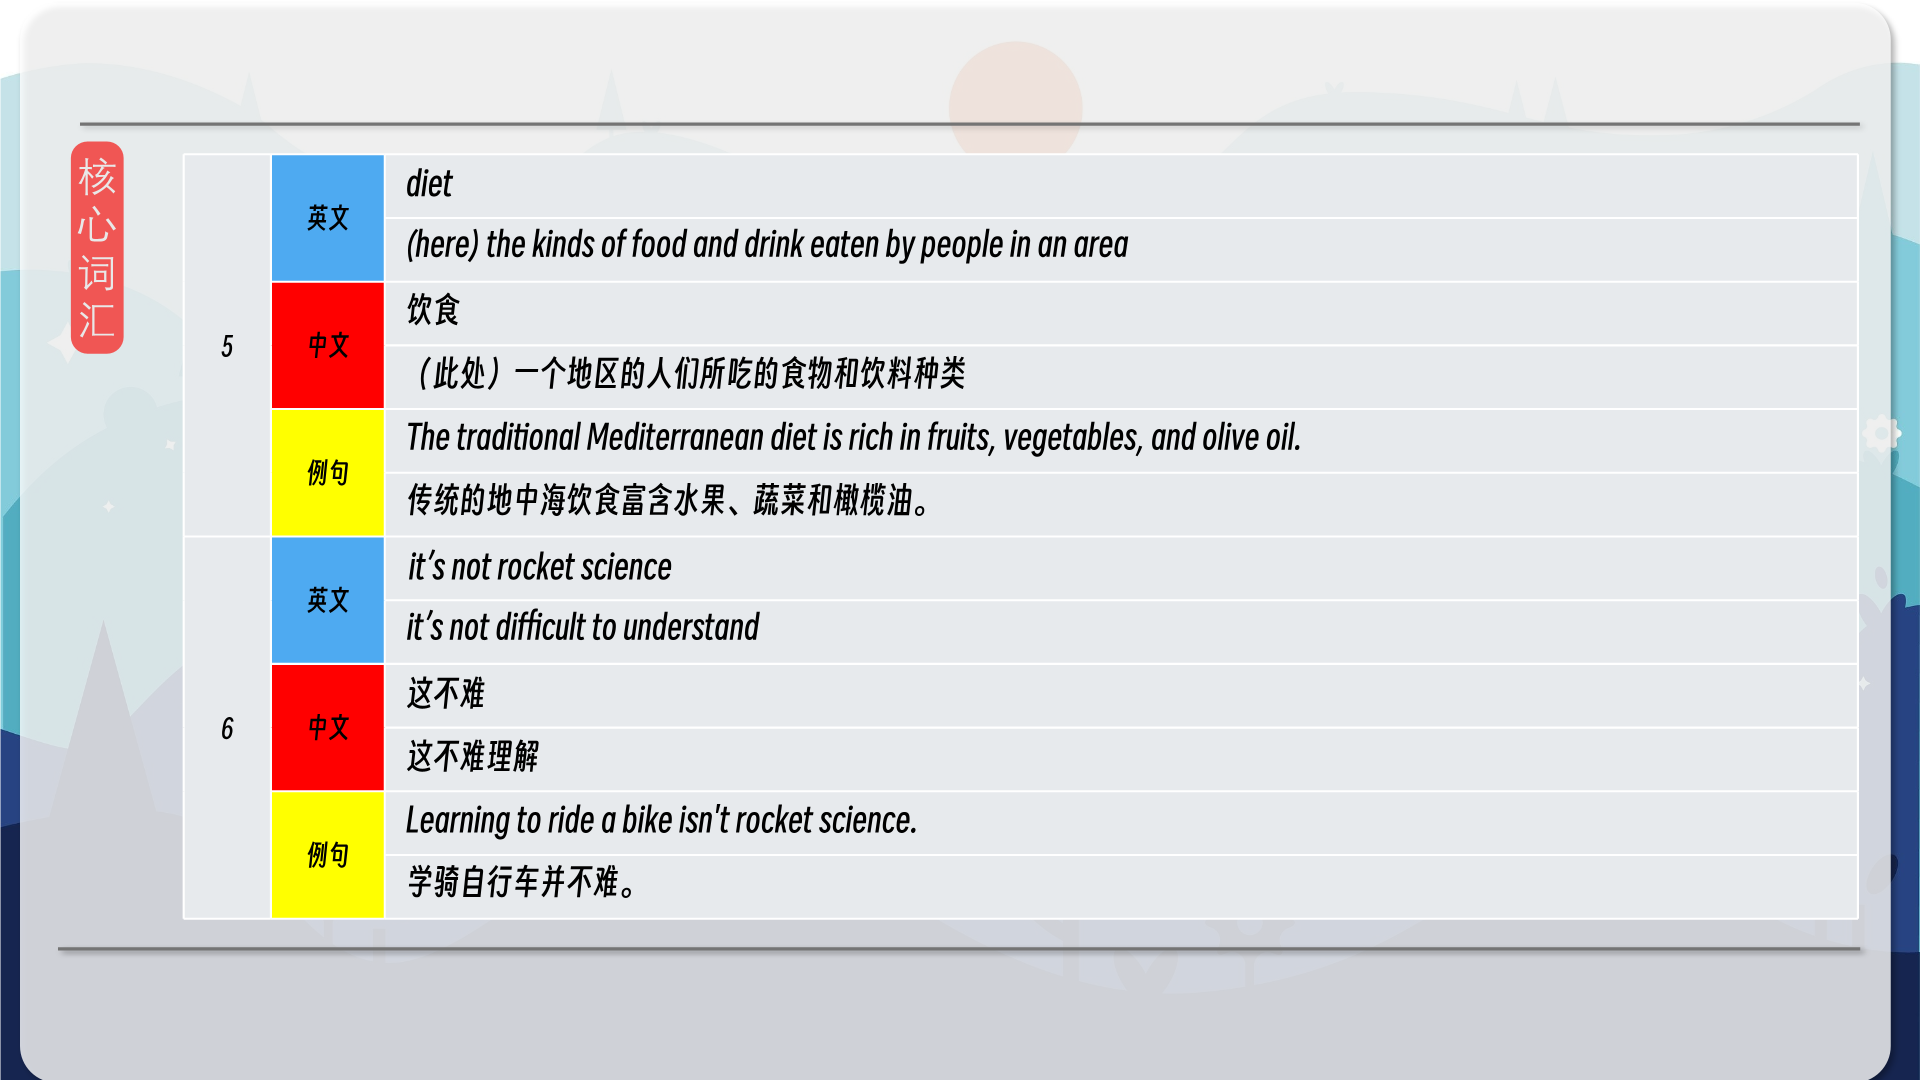 核心词汇
5
英文
diet
(here) the kinds of food and drink eaten by people in an area
中文
饮食
（此处）一个地区的人们所吃的食物和饮料种类
例句
The traditional Mediterranean diet is rich in fruits, vegetables, and olive oil.
传统的地中海饮食富含水果、蔬菜和橄榄油。
6
英文
it’s not rocket science
it’s not difficult to understand
中文
这不难
这不难理解
例句
Learning to ride a bike isn't rocket science.
学骑自行车并不难。